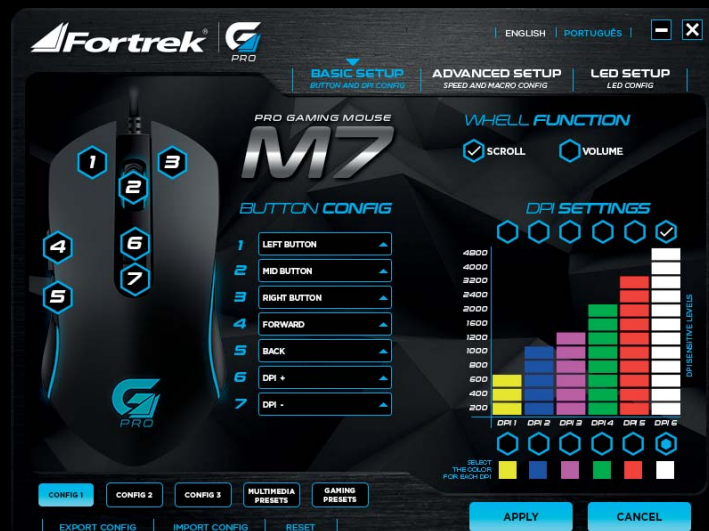 Fortrek G PRO
ENGLISH | PORTUGUÊS
BASIC SETUP
BUTTON AND DPI CONFIG
ADVANCED SETUP
SPEED AND MACRO CONFIG
LED SETUP
LED CONFIG
PRO GAMING MOUSE
M7
WHELL FUNCTION
SCROLL
VOLUME
1
2
3
4
5
6
7
G PRO
BUTTON CONFIG
1 LEFT BUTTON
2 MID BUTTON
3 RIGHT BUTTON
4 FORWARD
5 BACK
6 DPI +
7 DPI -
DPI SETTINGS
4800
4000
3200
2400
2000
1600
1200
1000
800
600
400
200
DPI SENSITIVE LEVELS
DPI 1 DPI 2 DPI 3 DPI 4 DPI 5 DPI 6
SELECT
THE COLOR
FOR EACH DPI
CONFIG 1
CONFIG 2
CONFIG 3
MULTIMEDIA
PRESETS
GAMING
PRESETS
EXPORT CONFIG | IMPORT CONFIG | RESET
APPLY
CANCEL